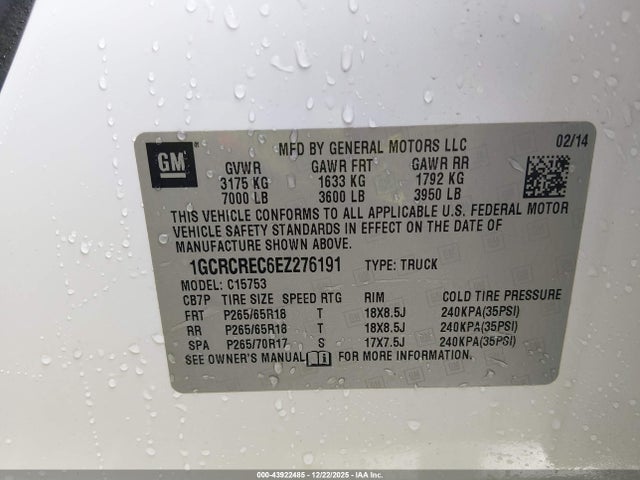 GM
MFD BY GENERAL MOTORS LLC 02/14
GVWR GAWR FRT GAWR RR
3175 KG 1633 KG 1792 KG
7000 LB 3600 LB 3950 LB
THIS VEHICLE CONFORMS TO ALL APPLICABLE U.S. FEDERAL MOTOR
VEHICLE SAFETY STANDARDS IN EFFECT ON THE DATE OF
MANUFACTURE SHOWN ABOVE.
1GCRCREC6EZ276191 TYPE: TRUCK
MODEL: C15753
CB7P TIRE SIZE SPEED RTG RIM COLD TIRE PRESSURE
FRT P265/65R18 T 18X8.5J 240KPA(35PSI)
RR P265/65R18 T 18X8.5J 240KPA(35PSI)
SPA P265/70R17 S 17X7.5J 240KPA(35PSI)
SEE OWNER'S MANUAL FOR MORE INFORMATION.
000-43922485 - 12/22/2025 - IAAI.COM